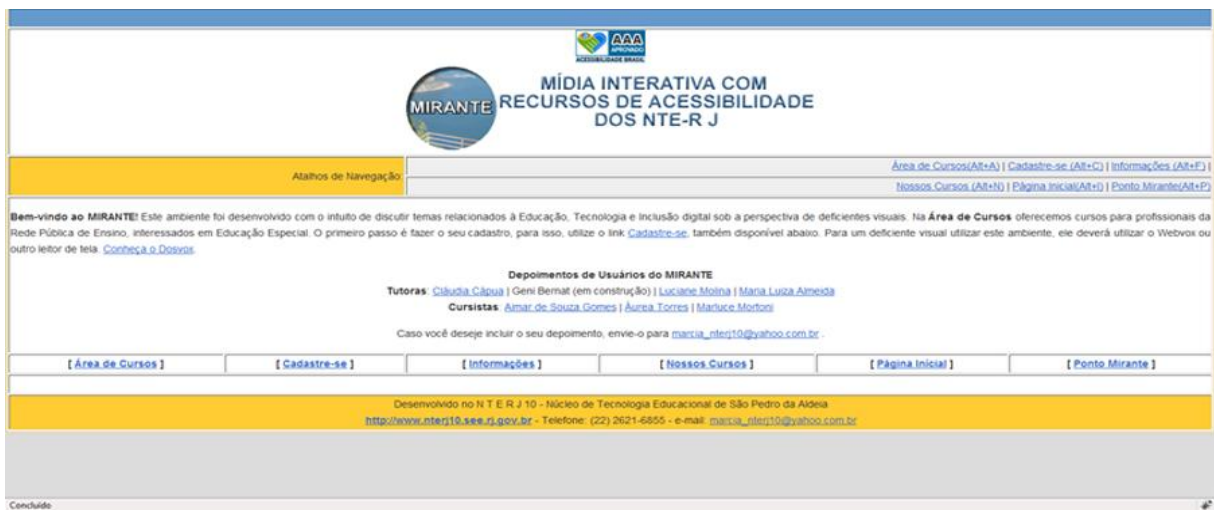 AAA
APROVADO
ACESSIBILIDADE BRASIL
MIRANTE
MÍDIA INTERATIVA COM
RECURSOS DE ACESSIBILIDADE
DOS NTE-R J
Atalhos de Navegação:
Área de Cursos(Alt+A) | Cadastre-se (Alt+C) | Informações (Alt+F) |
Nossos Cursos (Alt+N) | Página Inicial(Alt+I) | Ponto Mirante(Alt+P)
Bem-vindo ao MIRANTE! Este ambiente foi desenvolvido com o intuito de discutir temas relacionados à Educação, Tecnologia e Inclusão digital sob a perspectiva de deficientes visuais. Na Área de Cursos oferecemos cursos para profissionais da
Rede Pública de Ensino, interessados em Educação Especial. O primeiro passo é fazer o seu cadastro, para isso, utilize o link Cadastre-se, também disponível abaixo. Para um deficiente visual utilizar este ambiente, ele deverá utilizar o Webvox ou
outro leitor de tela. Conheça o Dosvox.
Depoimentos de Usuários do MIRANTE
Tutoras: Cláudia Cápua | Geni Bernat (em construção) | Luciane Molina | Maria Luiza Almeida
Cursistas: Aimar de Souza Gomes | Áurea Torres | Marluce Mortoni
Caso você deseje incluir o seu depoimento, envie-o para marcia_nterj10@yahoo.com.br .
[ Área de Cursos ] [ Cadastre-se ] [ Informações ] [ Nossos Cursos ] [ Página Inicial ] [ Ponto Mirante ]
Desenvolvido no N T E R J 10 - Núcleo de Tecnologia Educacional de São Pedro da Aldeia
http://www.nterj10.see.rj.gov.br - Telefone: (22) 2621-6855 - e-mail: marcia_nterj10@yahoo.com.br
Concluído